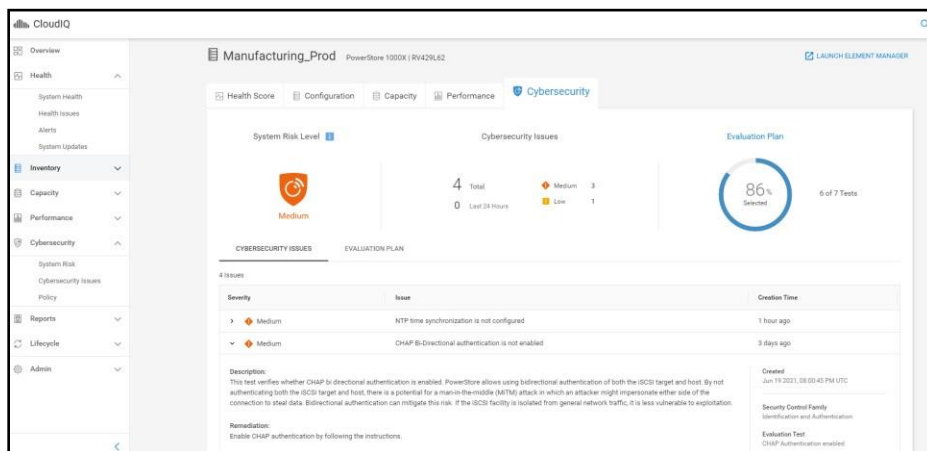 CloudIQ
Overview
Health
System Health
Health Issues
Alerts
System Updates
Inventory
Capacity
Performance
Cybersecurity
System Risk
Cybersecurity Issues
Policy
Reports
Lifecycle
Admin
Manufacturing_Prod PowerStore 1000X | RV429L62
LAUNCH ELEMENT MANAGER
Health Score Configuration Capacity Performance Cybersecurity
System Risk Level
Medium
Cybersecurity Issues
4 Total
0 Last 24 Hours
Medium 3
Low 1
Evaluation Plan
86%
Selected
6 of 7 Tests
CYBERSECURITY ISSUES EVALUATION PLAN
4 Issues
Severity Issue Creation Time
Medium NTP time synchronization is not configured 1 hour ago
Medium CHAP Bi-Directional authentication is not enabled 3 days ago
Description:
This test verifies whether CHAP bi directional authentication is enabled. PowerStore allows using bidirectional authentication of both the iSCSI target and host. By not
authenticating both the iSCSI target and host, there is a potential for a man-in-the-middle (MiTM) attack in which an attacker might impersonate either side of the
connection to steal data. Bidirectional authentication can mitigate this risk. If the iSCSI facility is isolated from general network traffic, it is less vulnerable to exploitation.
Remediation:
Enable CHAP authentication by following the instructions.
Created
Jun 19 2021, 08:00:45 PM UTC
Security Control Family
Identification and Authentication
Evaluation Test
CHAP Authentication enabled